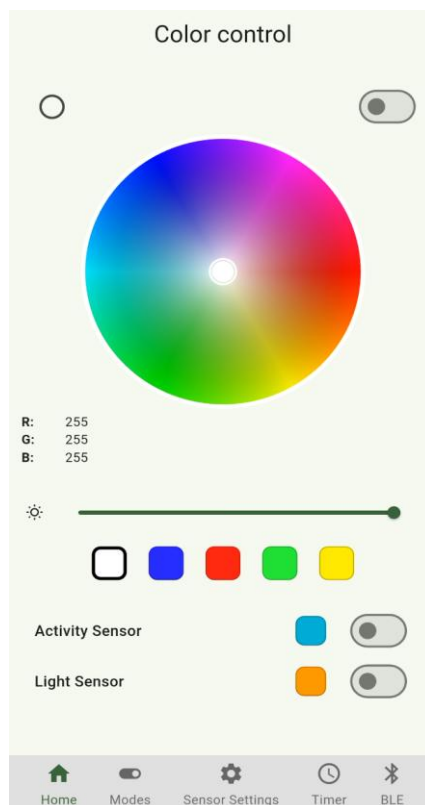 Color control
R: 255
G: 255
B: 255
Activity Sensor
Light Sensor
Home Modes Sensor Settings Timer BLE